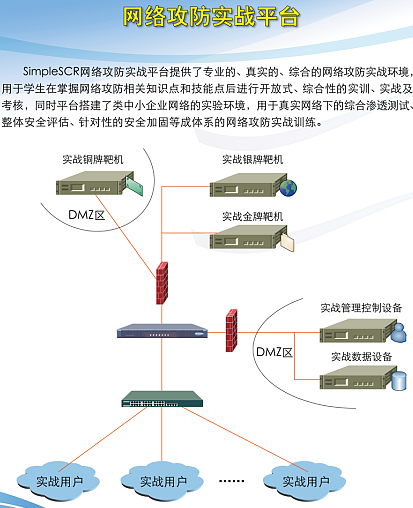 网络攻防实战平台
SimpleSCR网络攻防实战平台提供了专业的、真实的、综合的网络攻防实战环境,
用于学生在掌握网络攻防相关知识点和技能点后进行开放式、综合性的实训、实战及
考核，同时平台搭建了类中小企业网络的实验环境，用于真实网络下的综合渗透测试、
整体安全评估、针对性的安全加固等成体系的网络攻防实战训练。
实战铜牌靶机
实战银牌靶机
DMZ区
实战金牌靶机
实战管理控制设备
DMZ区
实战数据设备
实战用户
实战用户
······
实战用户